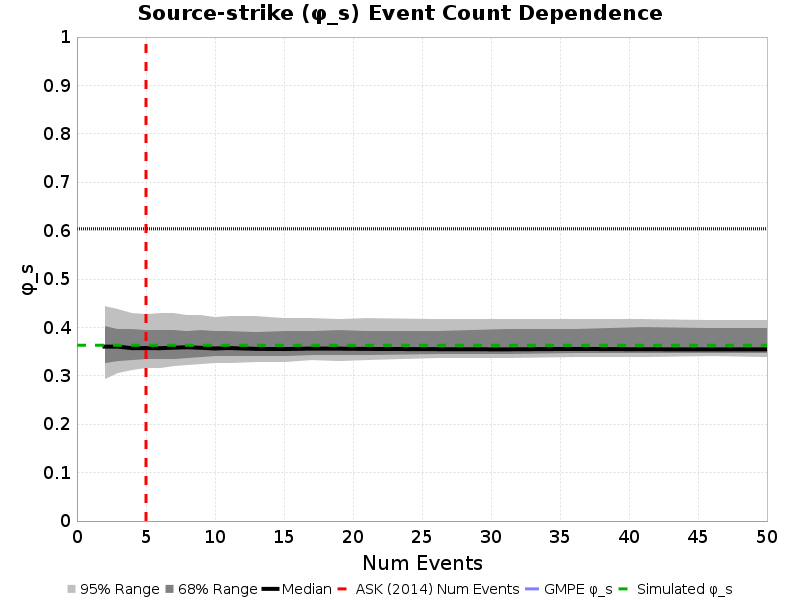 Source-strike (φ_s) Event Count Dependence
1
0.9
0.8
0.7
0.6
0.5
0.4
0.3
0.2
0.1
0
φ_s
0 5 10 15 20 25 30 35 40 45 50
Num Events
95% Range 68% Range Median ASK (2014) Num Events GMPE φ_s Simulated φ_s